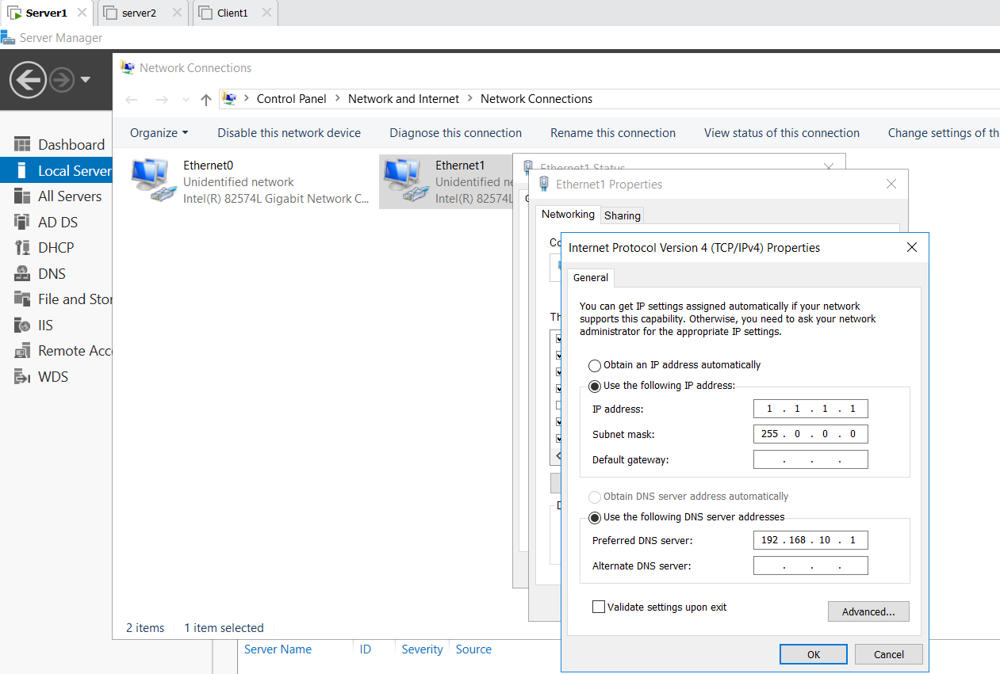 Server1
server2
Client1
Server Manager
Network Connections
Control Panel > Network and Internet > Network Connections
Organize
Disable this network device
Diagnose this connection
Rename this connection
View status of this connection
Change settings of th
Dashboard
Local Server
All Servers
AD DS
DHCP
DNS
File and Stor
IIS
Remote Acc
WDS
Ethernet0
Unidentified network
Intel(R) 82574L Gigabit Network C...
Ethernet1
Unidentified ne
Intel(R) 82574L
Ethernet1 Status
Ethernet1 Properties
Networking
Sharing
Co
Th
Internet Protocol Version 4 (TCP/IPv4) Properties
General
You can get IP settings assigned automatically if your network
supports this capability. Otherwise, you need to ask your network
administrator for the appropriate IP settings.
Obtain an IP address automatically
Use the following IP address:
IP address: 1 . 1 . 1 . 1
Subnet mask: 255 . 0 . 0 . 0
Default gateway: . . .
Obtain DNS server address automatically
Use the following DNS server addresses
Preferred DNS server: 192 . 168 . 10 . 1
Alternate DNS server: . . .
Validate settings upon exit
Advanced...
OK
Cancel
2 items
1 item selected
Server Name
ID
Severity
Source